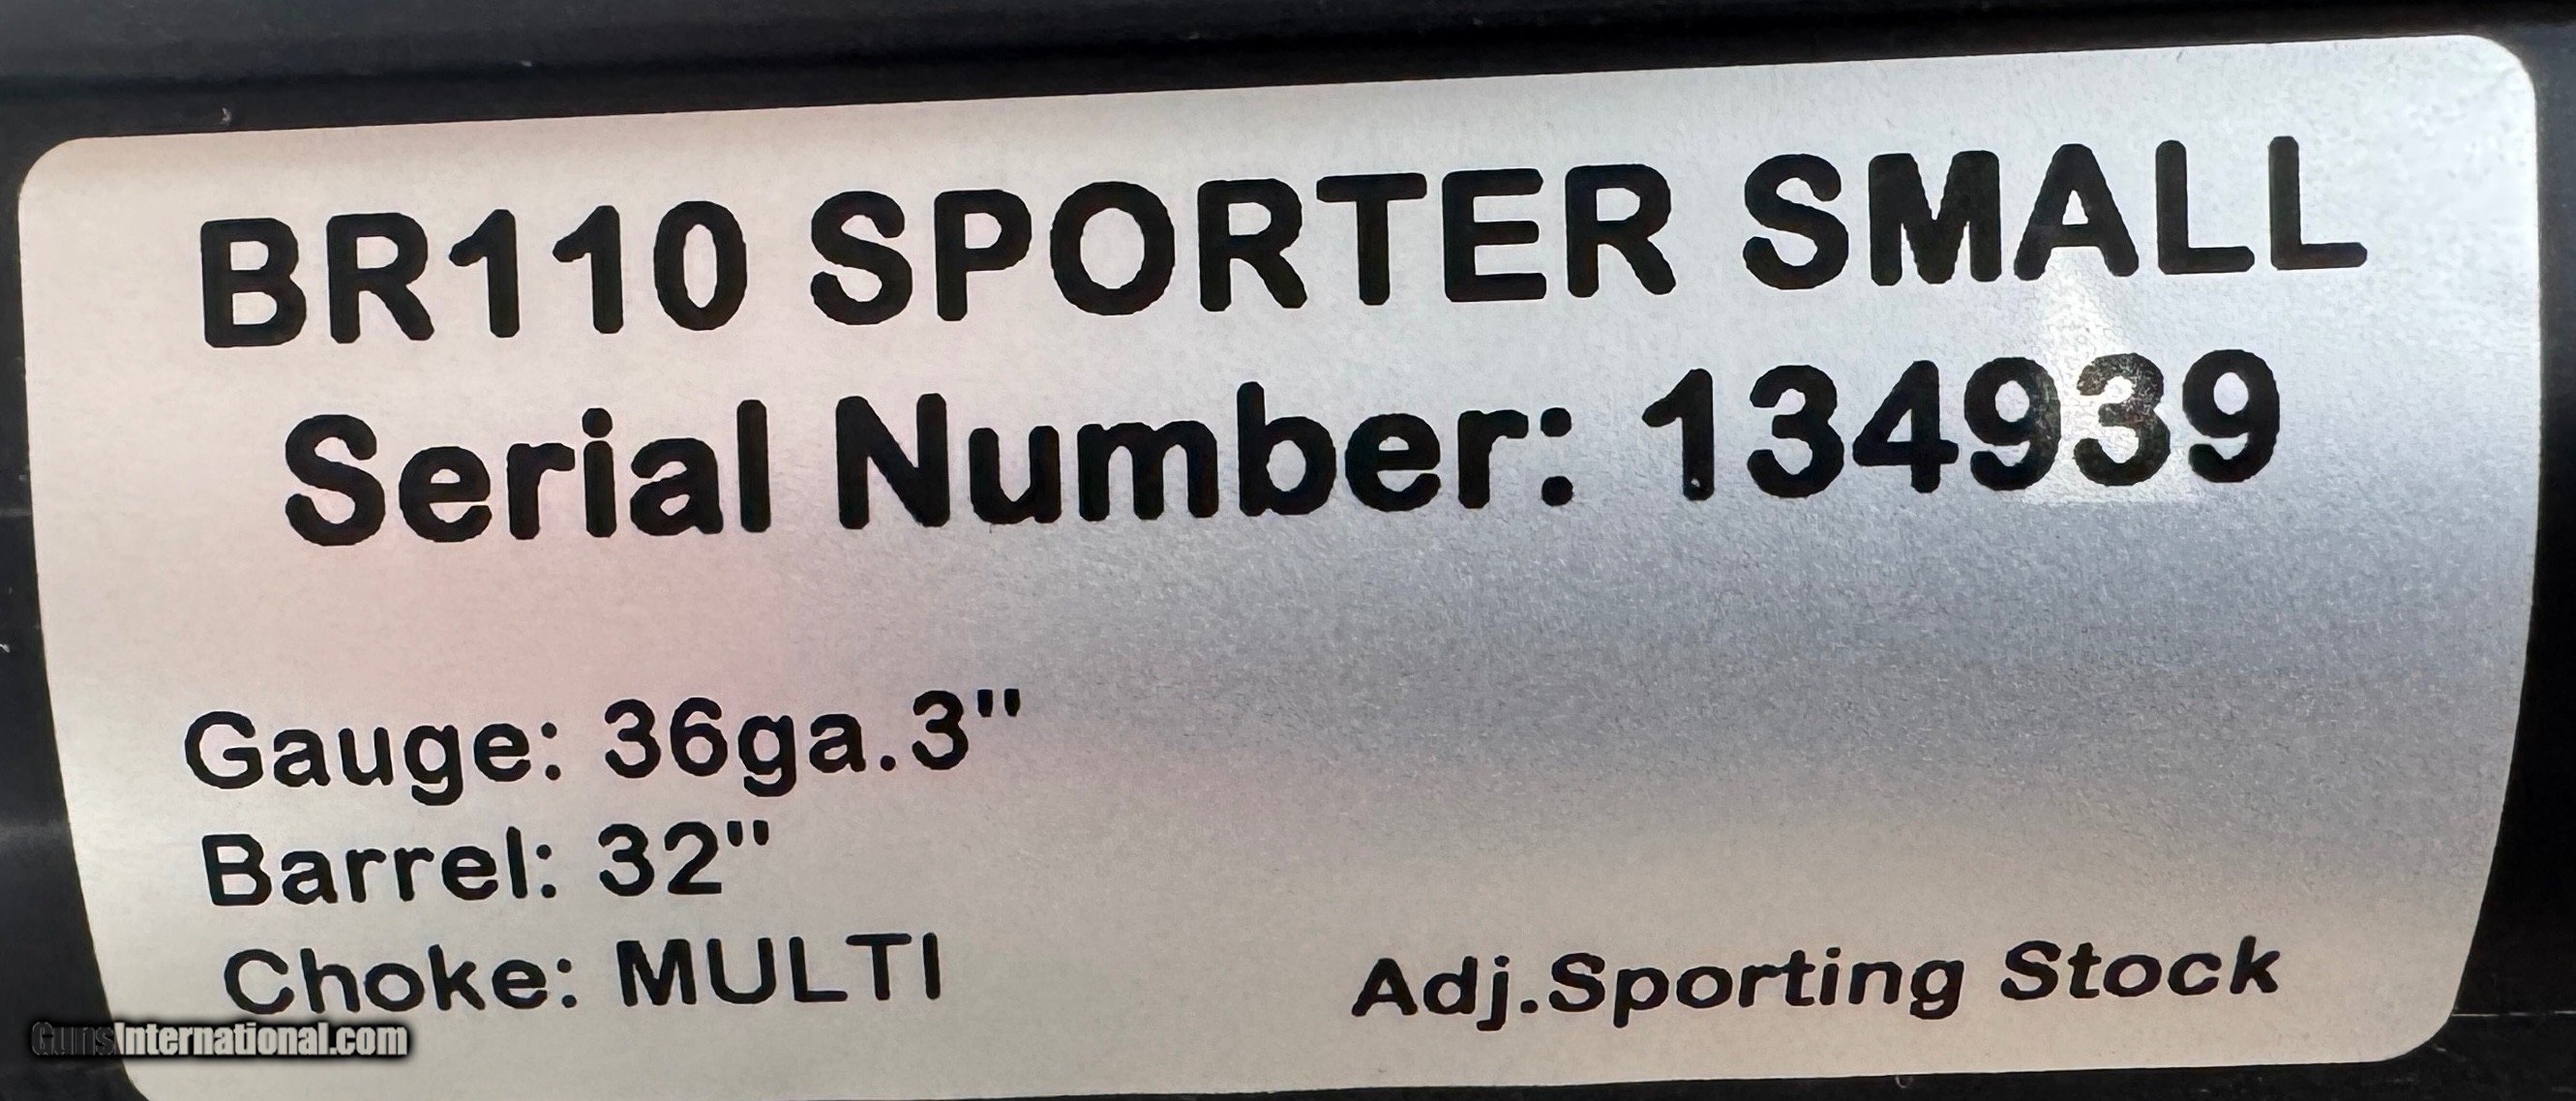 BR110 SPORTER SMALL
Serial Number: 134939
Gauge: 36ga.3"
Barrel: 32"
Choke: MULTI
Adj.Sporting Stock
GunsInternational.com